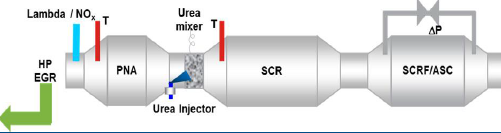 Lambda / NOx
T
Urea
mixer
T
ΔP
HP
EGR
PNA
SCR
SCRF/ASC
Urea Injector